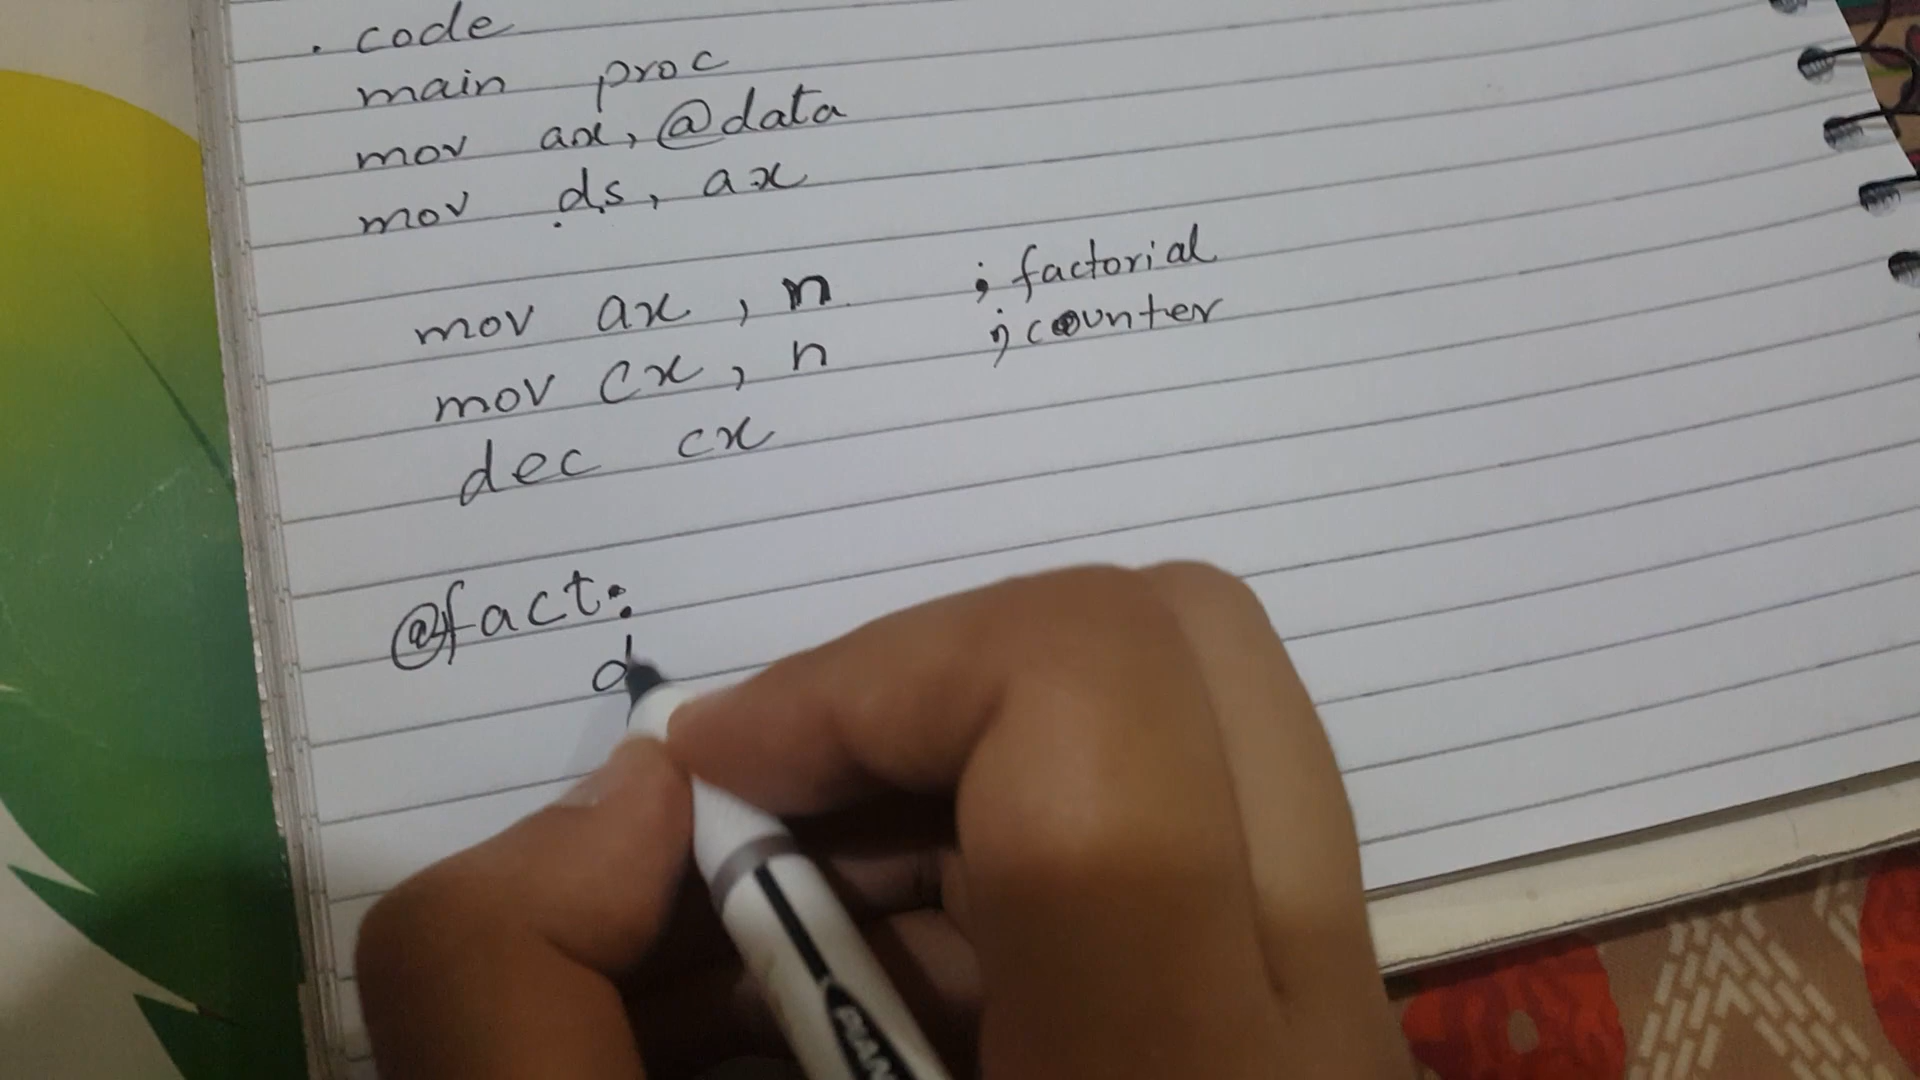 . code
main proc
mov ax, @data
mov ds, ax
mov ax, n ; factorial
mov cx, n ; counter
dec cx
@fact:
d